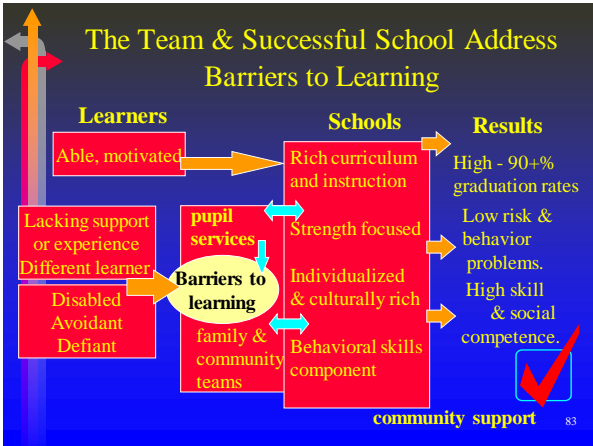 The Team & Successful School Address
Barriers to Learning
Learners
Schools
Results
Able, motivated
Rich curriculum
and instruction
High - 90+%
graduation rates
Lacking support
or experience
Different learner
pupil
services
Strength focused
Low risk &
behavior
problems.
Barriers to
learning
Individualized
& culturally rich
High skill
& social
competence.
Disabled
Avoidant
Defiant
family &
community
teams
Behavioral skills
component
community support
83